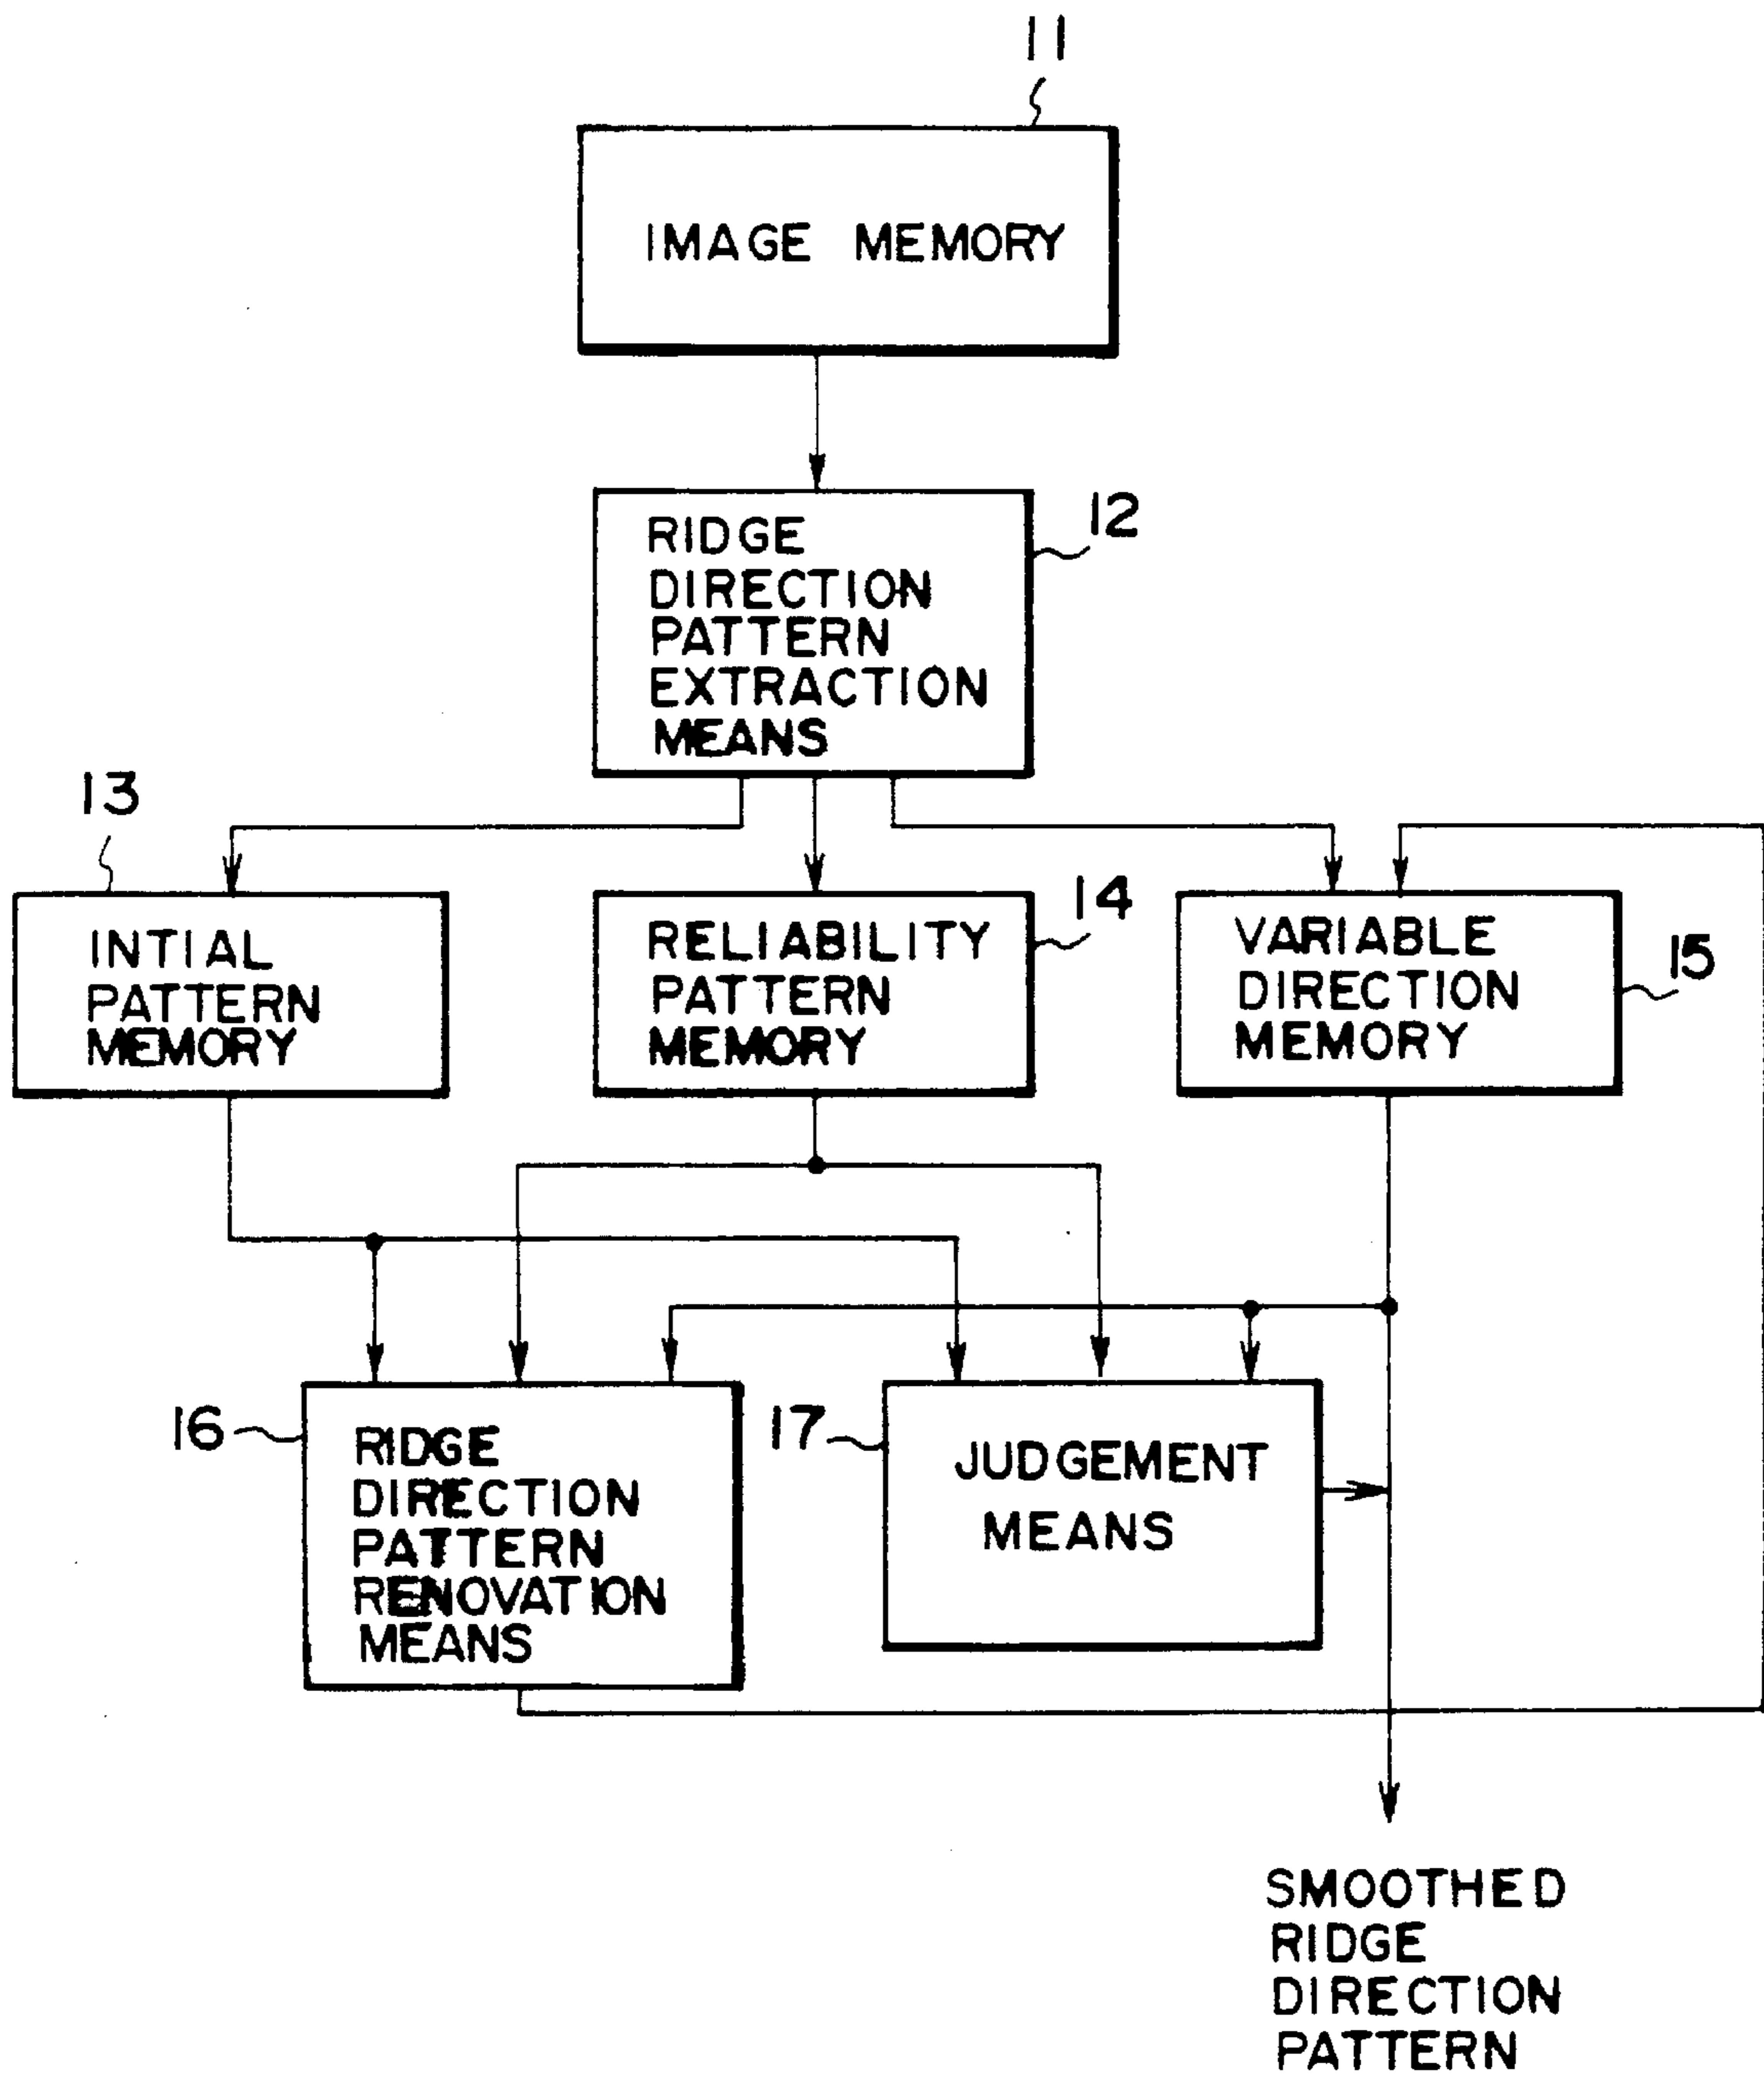 11
IMAGE MEMORY
12
RIDGE
DIRECTION
PATTERN
EXTRACTION
MEANS
13
INTIAL
PATTERN
MEMORY
14
RELIABILITY
PATTERN
MEMORY
15
VARIABLE
DIRECTION
MEMORY
16
RIDGE
DIRECTION
PATTERN
RENOVATION
MEANS
17
JUDGEMENT
MEANS
SMOOTHED
RIDGE
DIRECTION
PATTERN